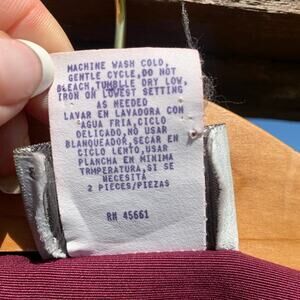 MACHINE WASH COLD,
GENTLE CYCLE,DO NOT
BLEACH,TUMBLE DRY LOW,
IRON ON LOWEST SETTING
AS NEEDED
LAVAR EN LAVADORA CON
AGUA FRIA,CICLO
DELICADO,NO USAR
BLANQUEADOR,SECAR EN
CICLO LENTO,USAR
PLANCHA EN MINIMA
TRMPERATURA,SI SE
NECESITA
2 PIECES/PIEZAS
RN 45661